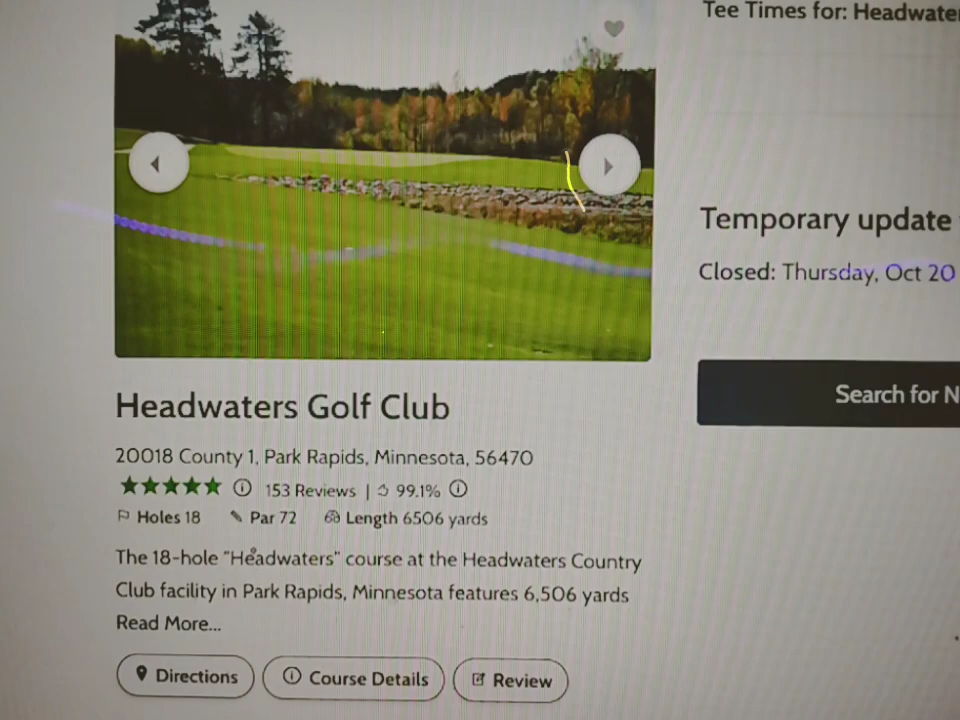 Tee Times for: Headwater
Temporary update
Closed: Thursday, Oct 20
Search for N
Headwaters Golf Club
20018 County 1, Park Rapids, Minnesota, 56470
153 Reviews | 99.1%
Holes 18 Par 72 Length 6506 yards
The 18-hole "Headwaters" course at the Headwaters Country
Club facility in Park Rapids, Minnesota features 6,506 yards
Read More...
Directions Course Details Review